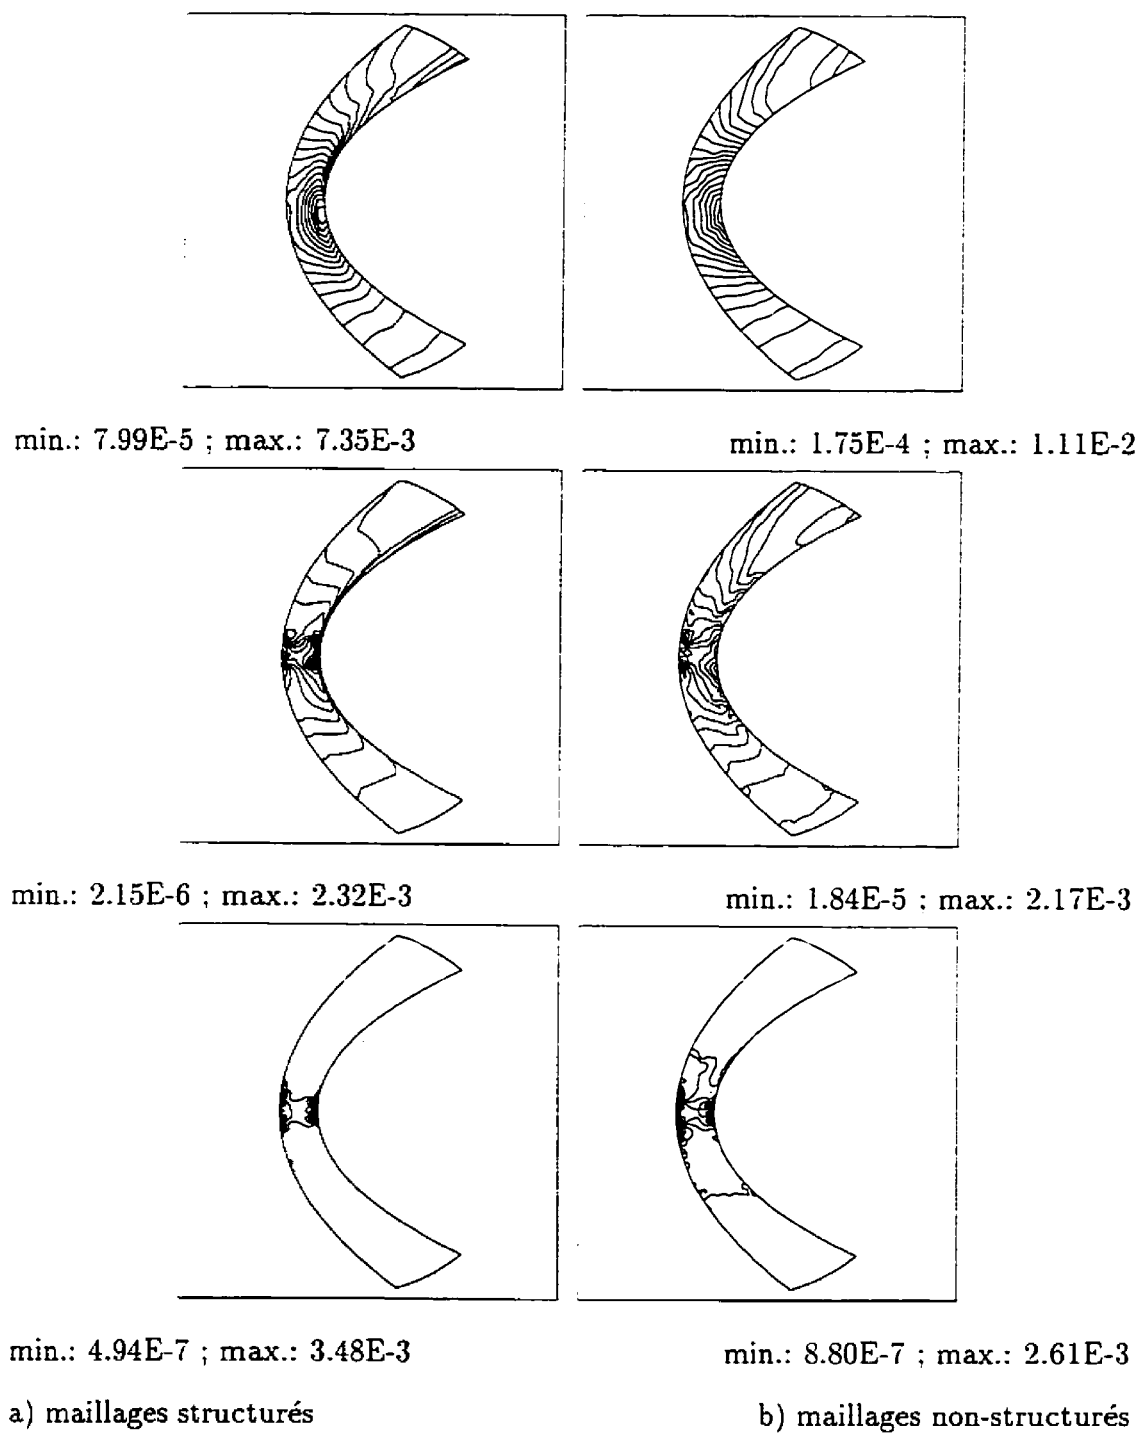 min.: 7.99E-5 ; max.: 7.35E-3
min.: 1.75E-4 ; max.: 1.11E-2
min.: 2.15E-6 ; max.: 2.32E-3
min.: 1.84E-5 ; max.: 2.17E-3
min.: 4.94E-7 ; max.: 3.48E-3
min.: 8.80E-7 ; max.: 2.61E-3
a) maillages structurés
b) maillages non-structurés